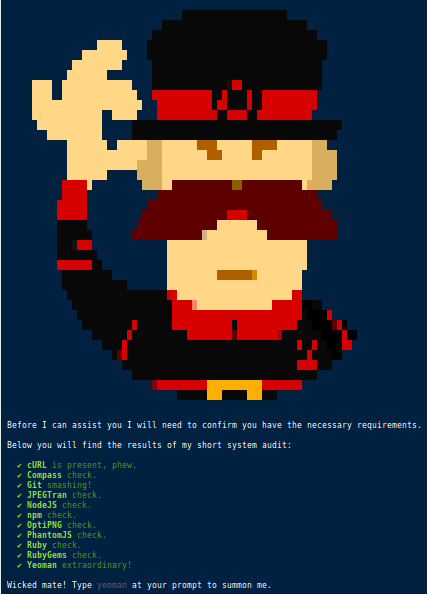 Before I can assist you I will need to confirm you have the necessary requirements.
Below you will find the results of my short system audit:
✔ cURL is present, phew.
✔ Compass check.
✔ Git smashing!
✔ JPEGTran check.
✔ NodeJS check.
✔ npm check.
✔ OptiPNG check.
✔ PhantomJS check.
✔ Ruby check.
✔ RubyGems check.
✔ Yeoman extraordinary!
Wicked mate! Type yeoman at your prompt to summon me.